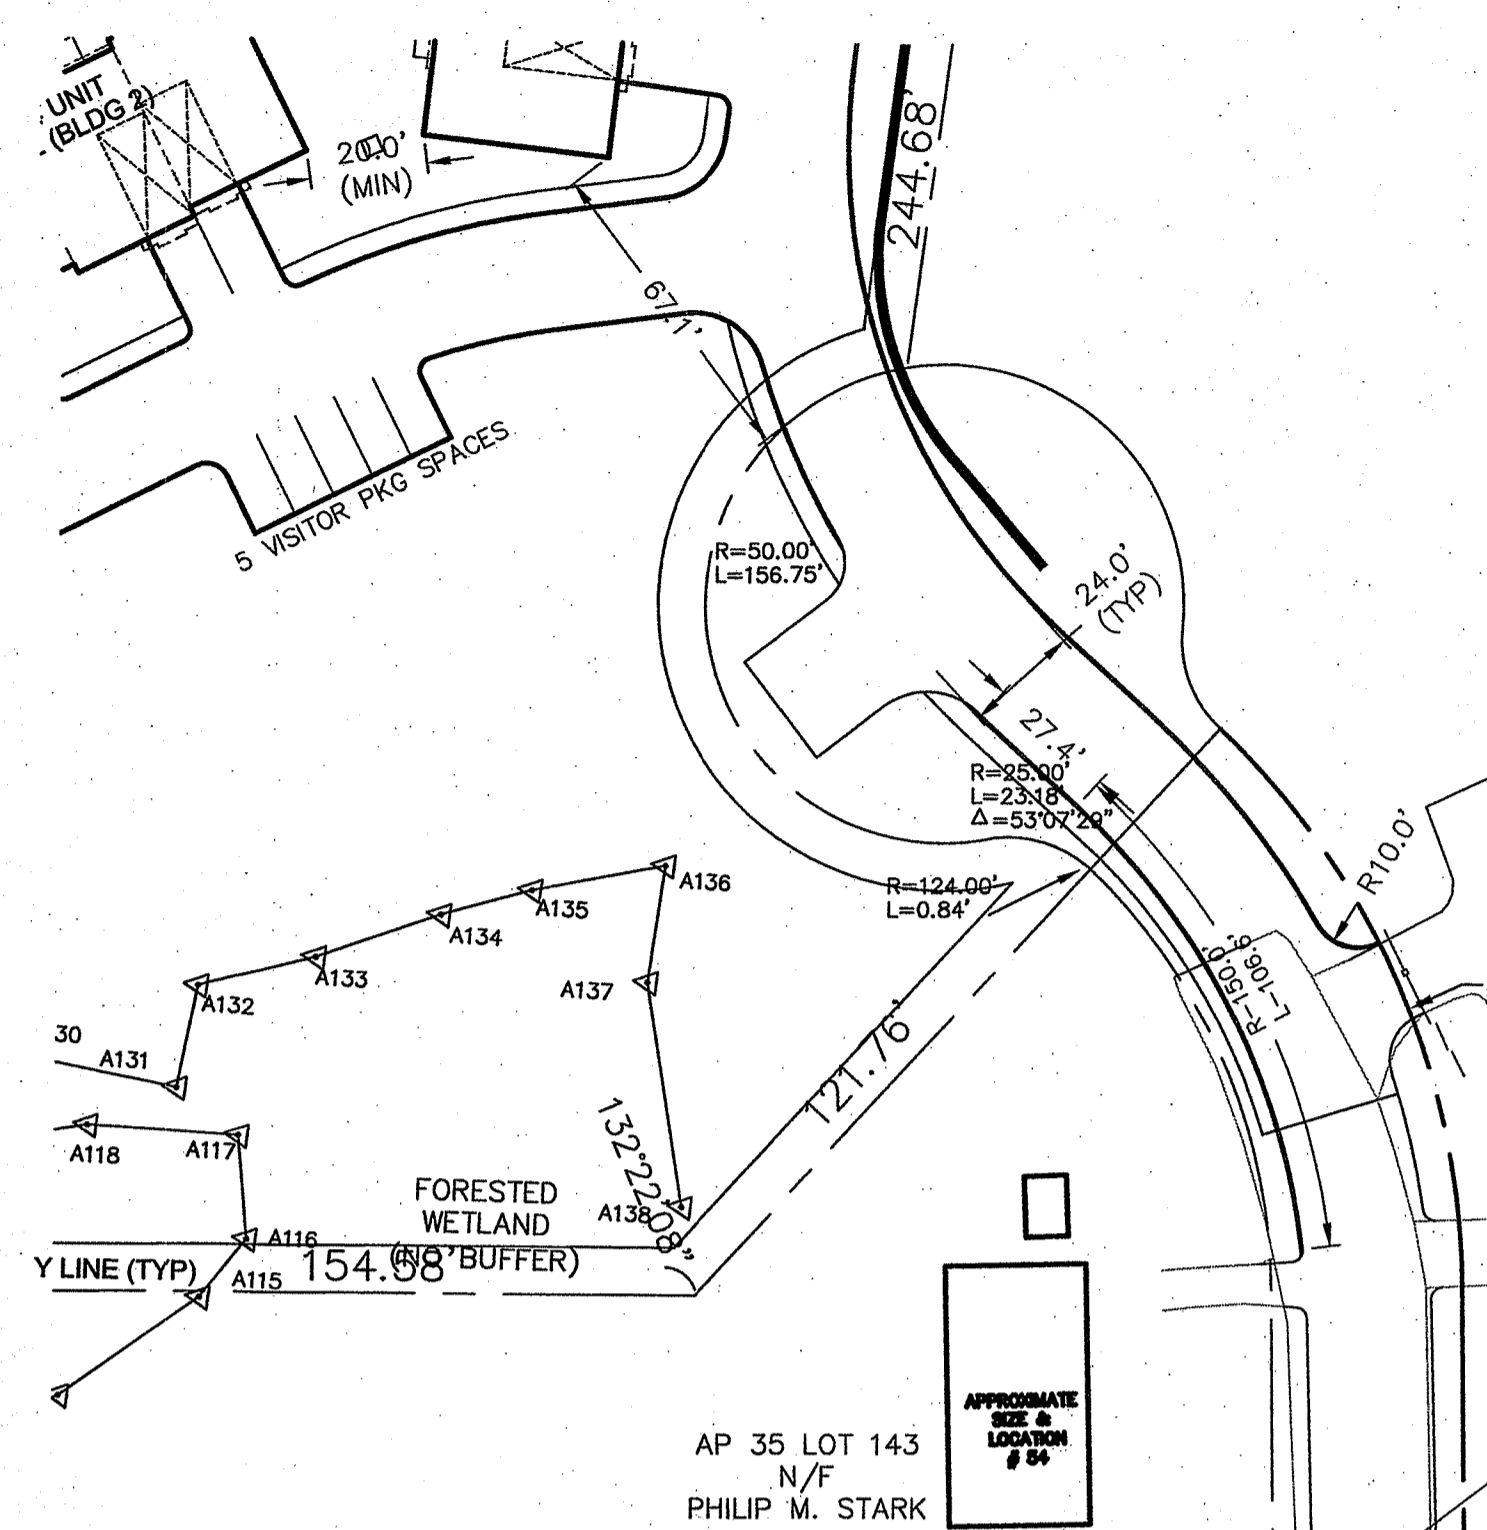 UNIT
(BLDG 2)
20.0'
(MIN)
244.68'
67.1'
5 VISITOR PKG SPACES
R=50.00'
L=156.75'
24.0'
(TYP)
27.4'
R=25.00'
L=23.18'
Δ=53°07'29"
R10.0'
R=124.00'
L=0.84'
R=150.0'
L=106.6'
A136
A135
A134
A133
A132
A137
30
A131
121.76'
A118
A117
132°22'08"
FORESTED
WETLAND
(NO BUFFER)
A138
A116
154.58'
Y LINE (TYP)
A115
APPROXIMATE
SIZE &
LOCATION
# 54
AP 35 LOT 143
N/F
PHILIP M. STARK